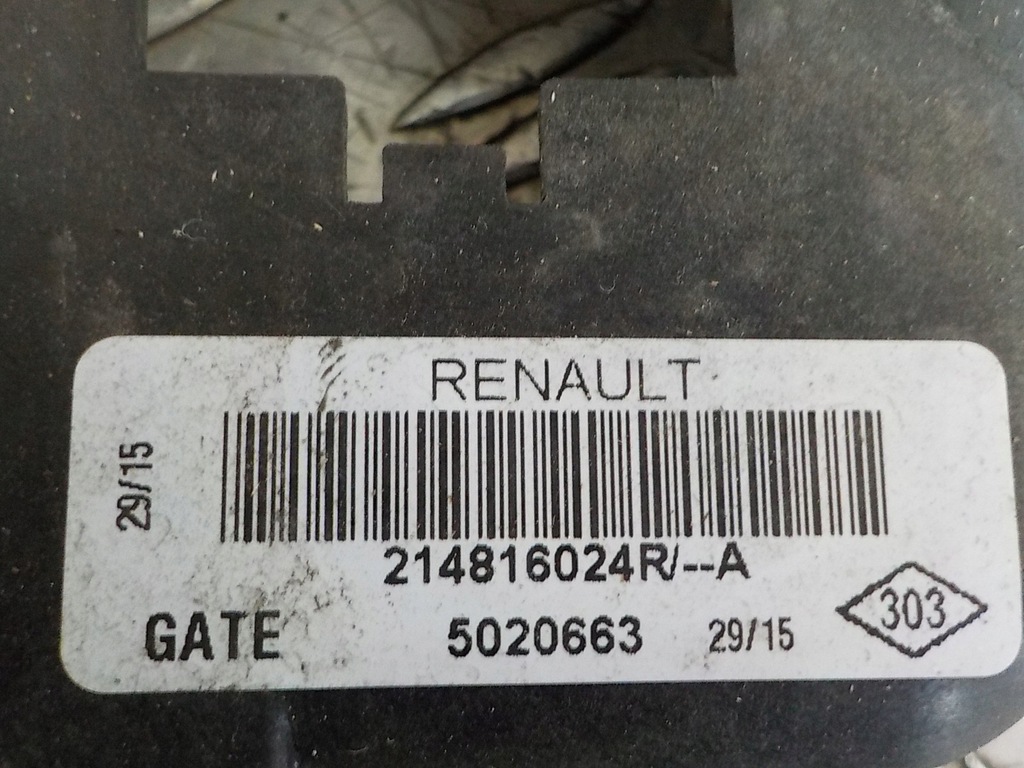 RENAULT
29/15
214816024R/--A
GATE 5020663 29/15 303